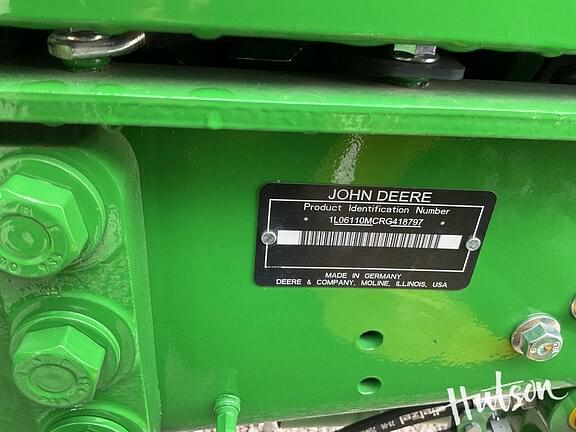 JOHN DEERE
Product Identification Number
* 1L06110MCRG418797 *
MADE IN GERMANY
DEERE & COMPANY, MOLINE, ILLINOIS, USA
Hutson